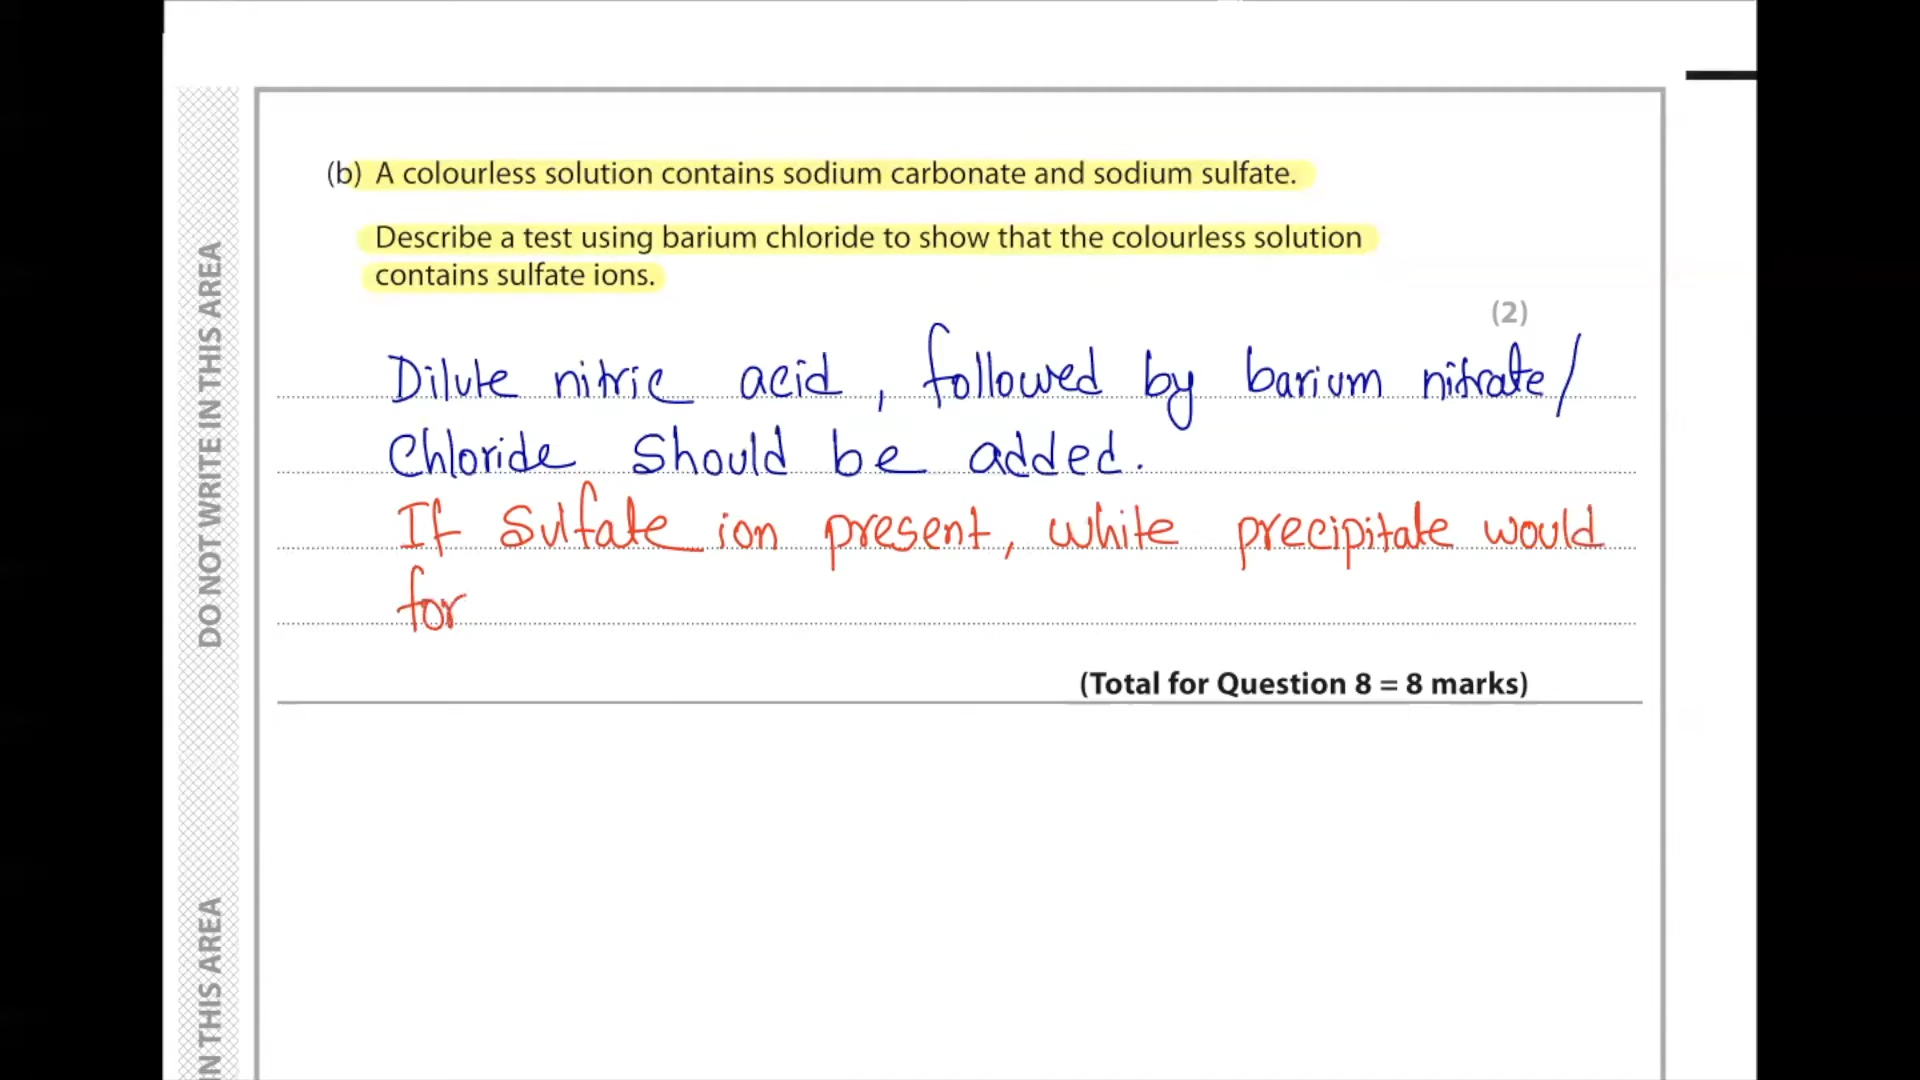 (b) A colourless solution contains sodium carbonate and sodium sulfate.
Describe a test using barium chloride to show that the colourless solution
contains sulfate ions.
(2)
Dilute nitric acid, followed by barium nitrate/
Chloride should be added.
If Sulfate ion present, white precipitate would
for
(Total for Question 8 = 8 marks)
DO NOT WRITE IN THIS AREA
IN THIS AREA